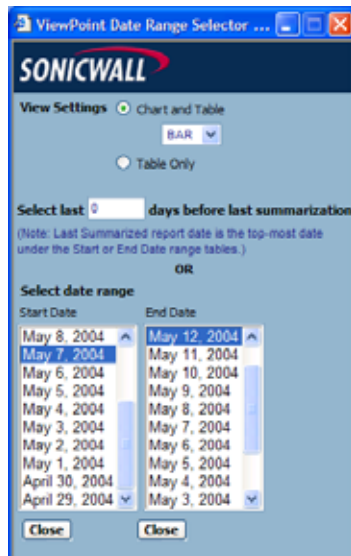 ViewPoint Date Range Selector ...
SONICWALL
View Settings Chart and Table
BAR
Table Only
Select last 0 days before last summarization
(Note: Last Summarized report date is the top-most date
under the Start or End Date range tables.)
OR
Select date range
Start Date End Date
May 8, 2004 May 12, 2004
May 7, 2004 May 11, 2004
May 6, 2004 May 10, 2004
May 5, 2004 May 9, 2004
May 4, 2004 May 8, 2004
May 3, 2004 May 7, 2004
May 2, 2004 May 6, 2004
May 1, 2004 May 5, 2004
April 30, 2004 May 4, 2004
April 29, 2004 May 3, 2004
Close Close